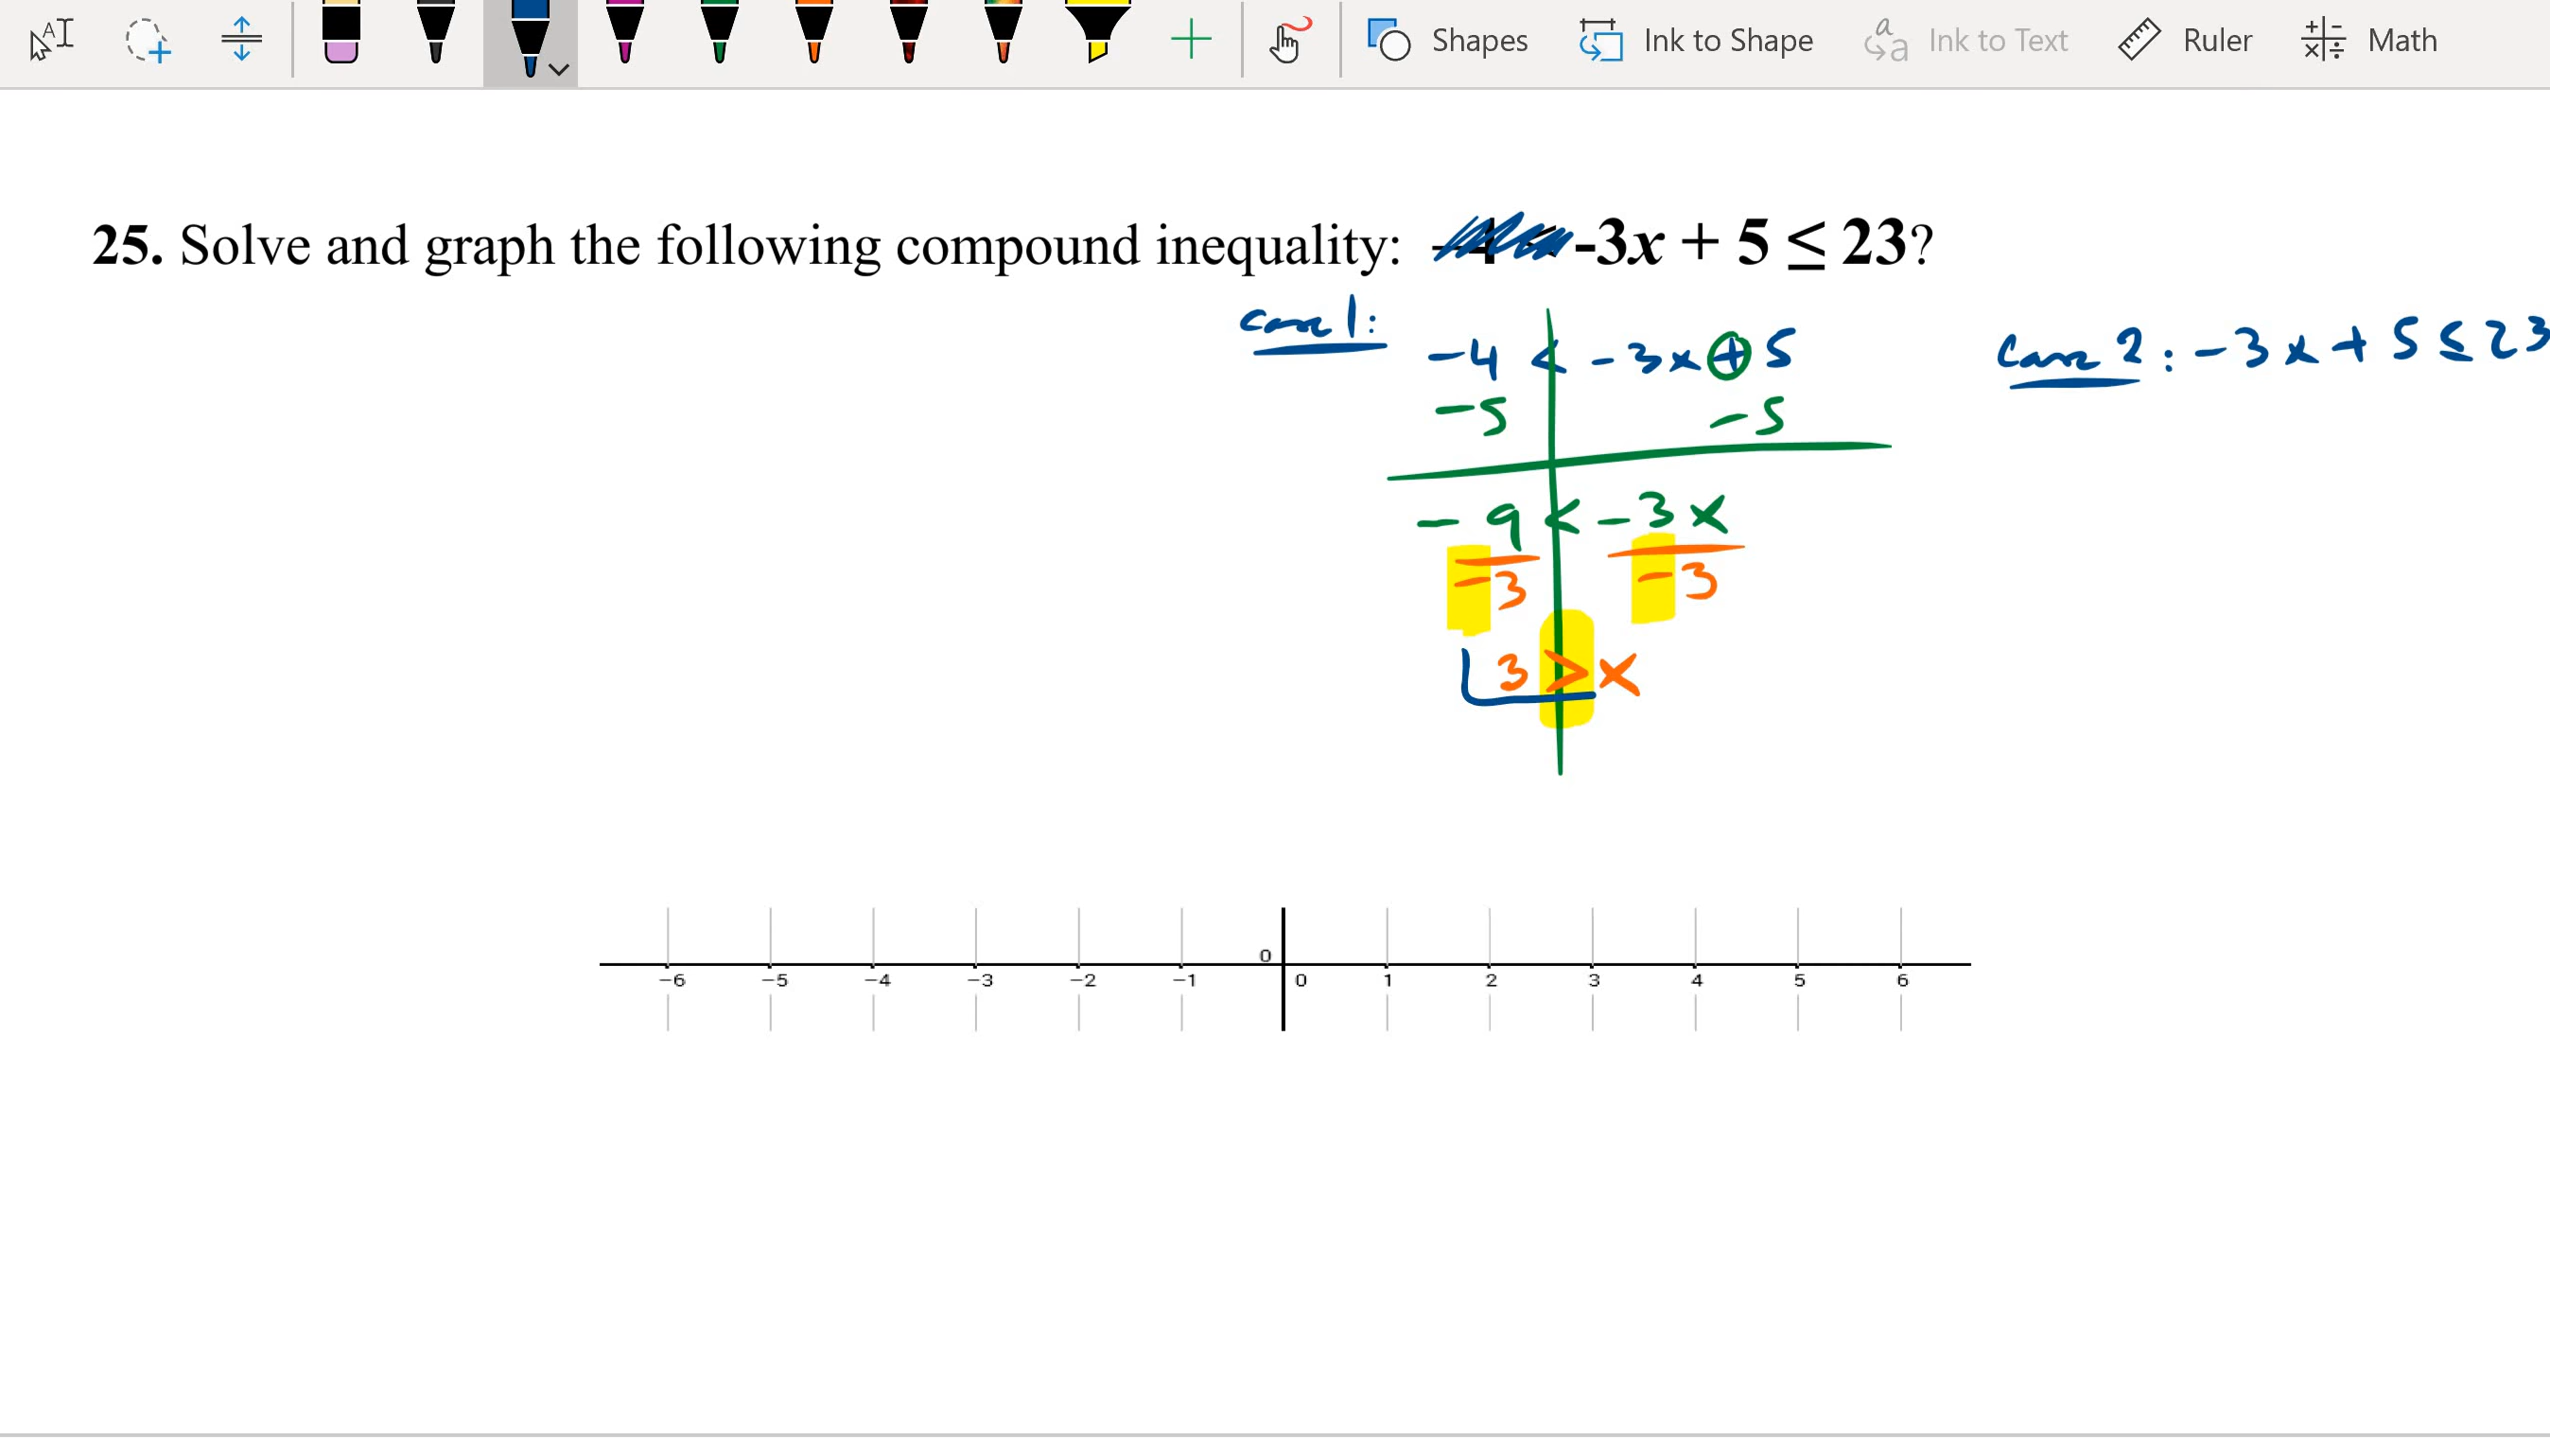 Shapes Ink to Shape Ink to Text Ruler Math
25. Solve and graph the following compound inequality: -4 < -3x + 5 ≤ 23?
Case 1:
-4 < -3x + 5
Case 2: -3x + 5 ≤ 23
-5 -5
-9 < -3x
-3 -3
3 > x
0
-6 -5 -4 -3 -2 -1 0 1 2 3 4 5 6